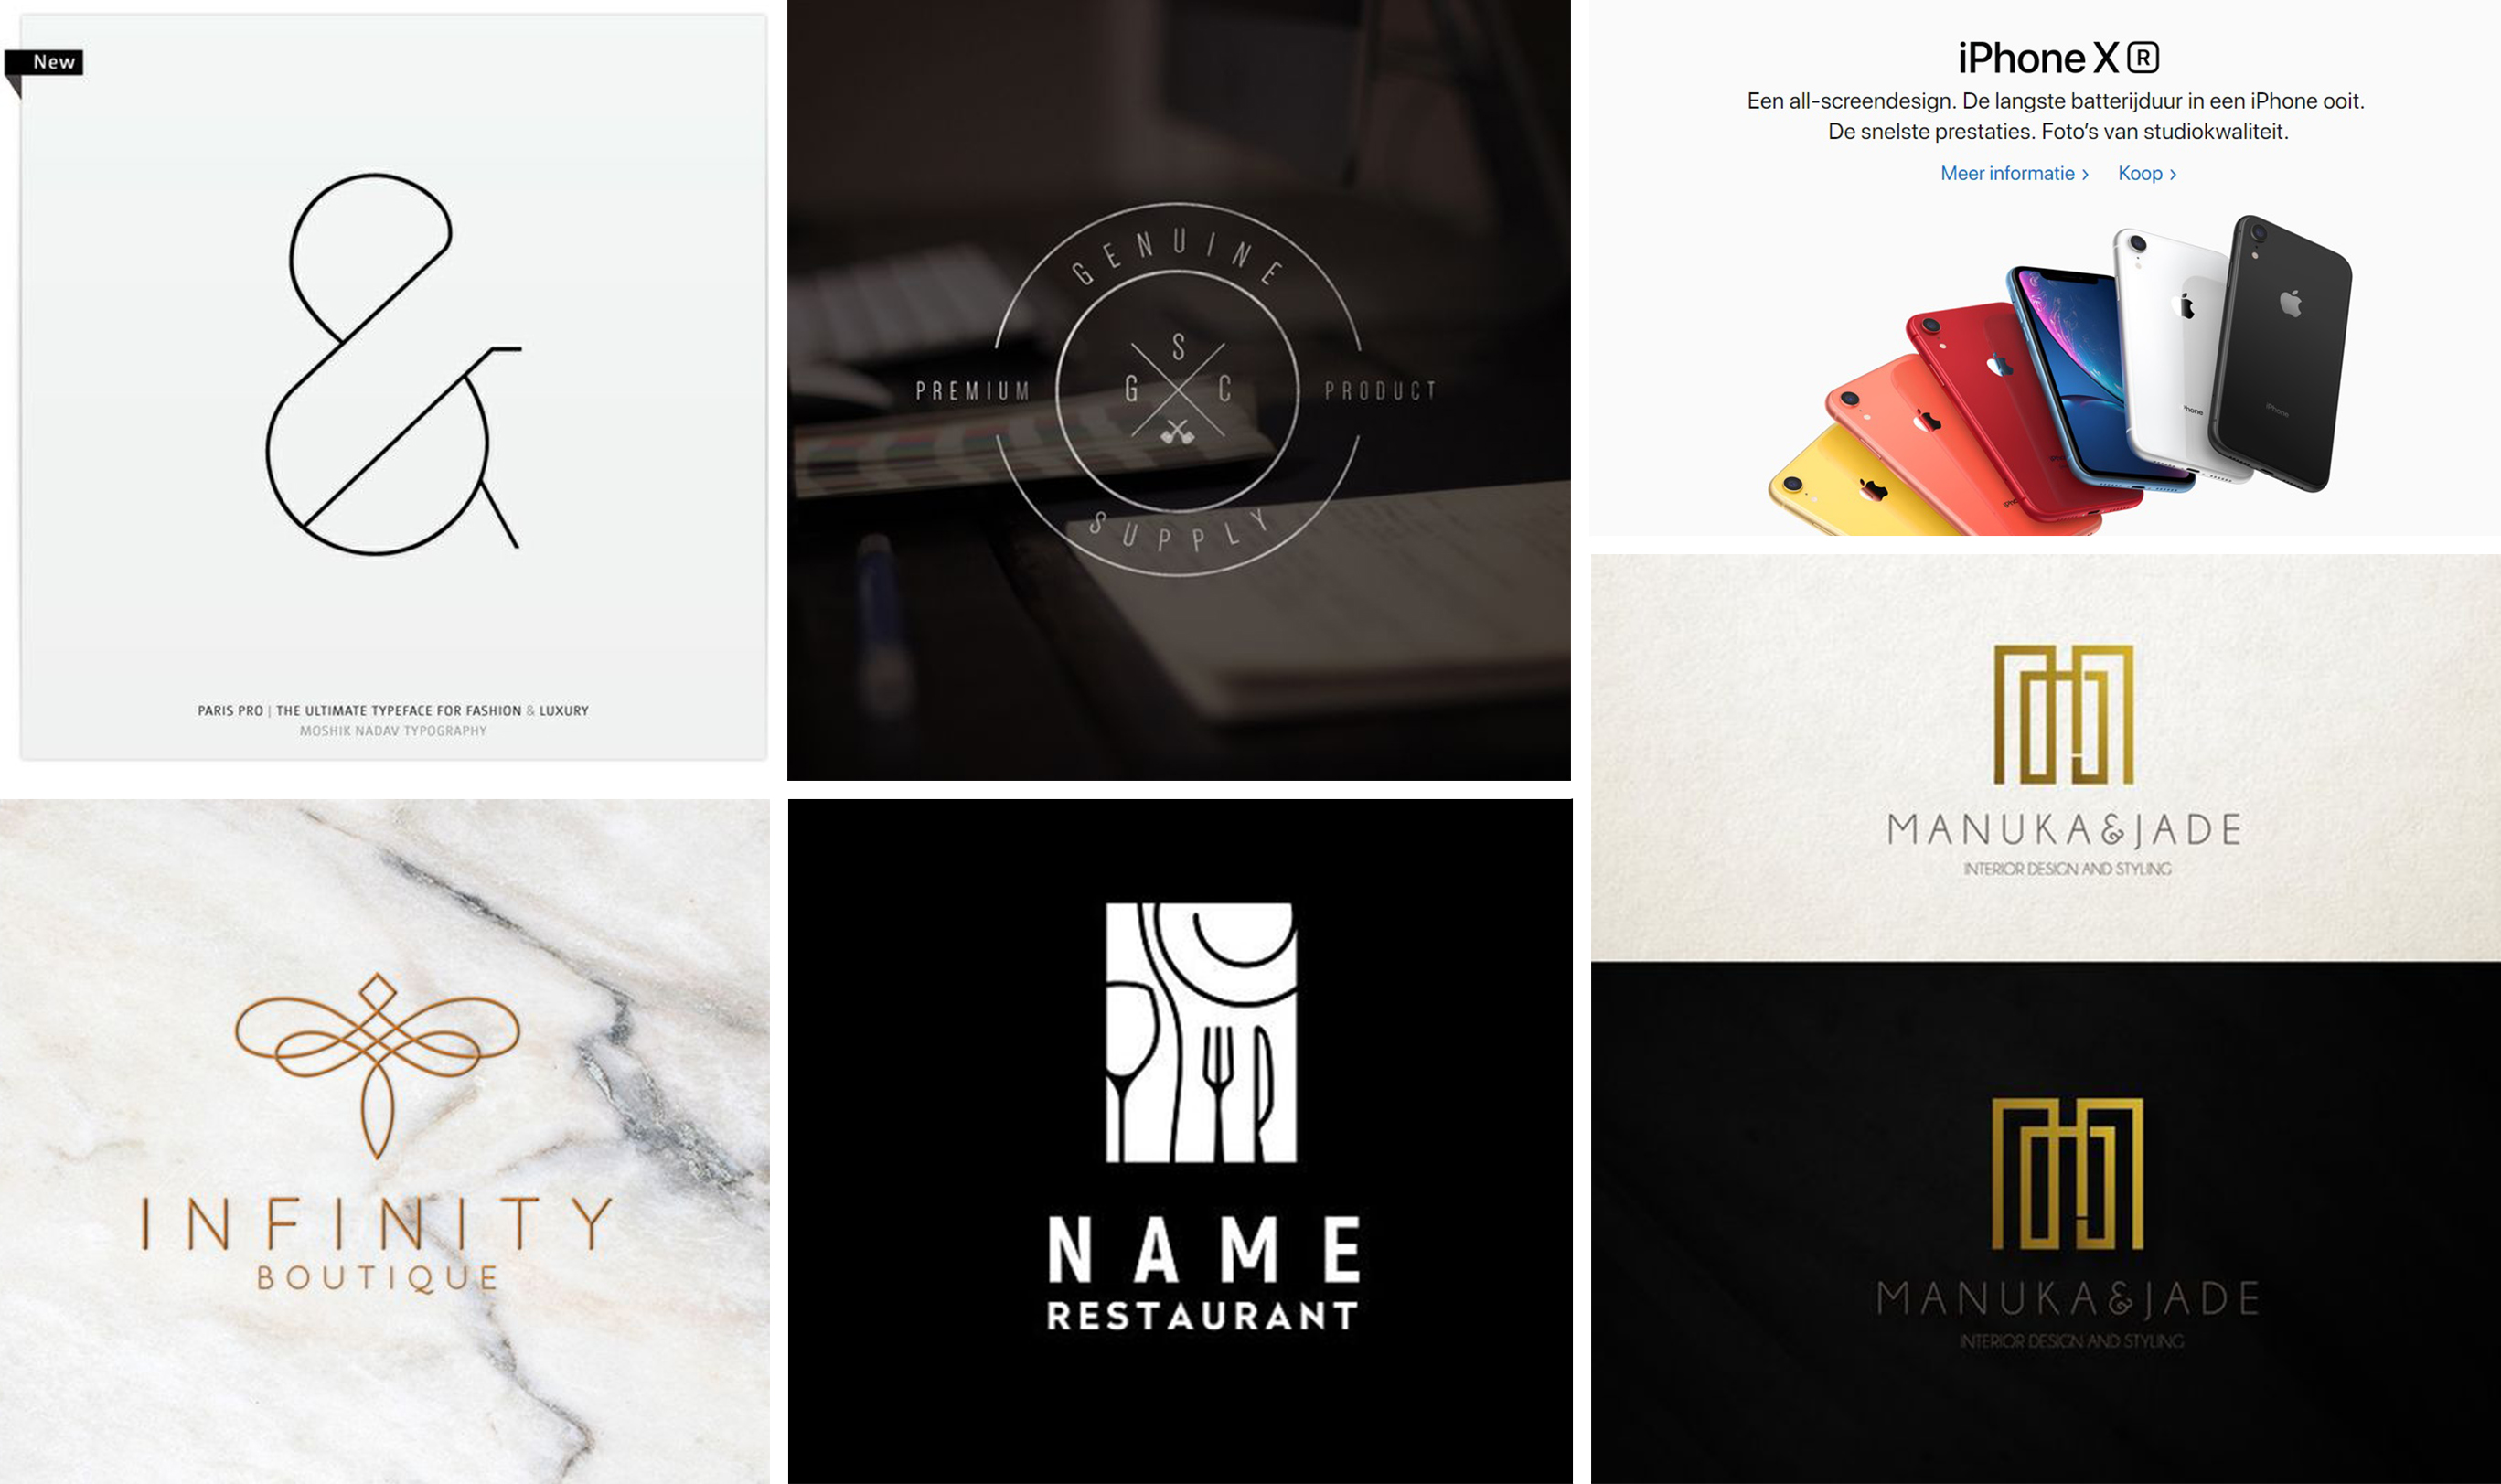 New
PARIS PRO | THE ULTIMATE TYPEFACE FOR FASHION & LUXURY
MOSHIK NADAV TYPOGRAPHY
GENUINE
S
PREMIUM
G
C
PRODUCT
SUPPLY
iPhone XR
Een all-screendesign. De langste batterijduur in een iPhone ooit.
De snelste prestaties. Foto's van studiokwaliteit.
Meer informatie >
Koop >
iPhone
iPhone
MANUKA&JADE
INTERIOR DESIGN AND STYLING
INFINITY
BOUTIQUE
NAME
RESTAURANT
MANUKA&JADE
INTERIOR DESIGN AND STYLING